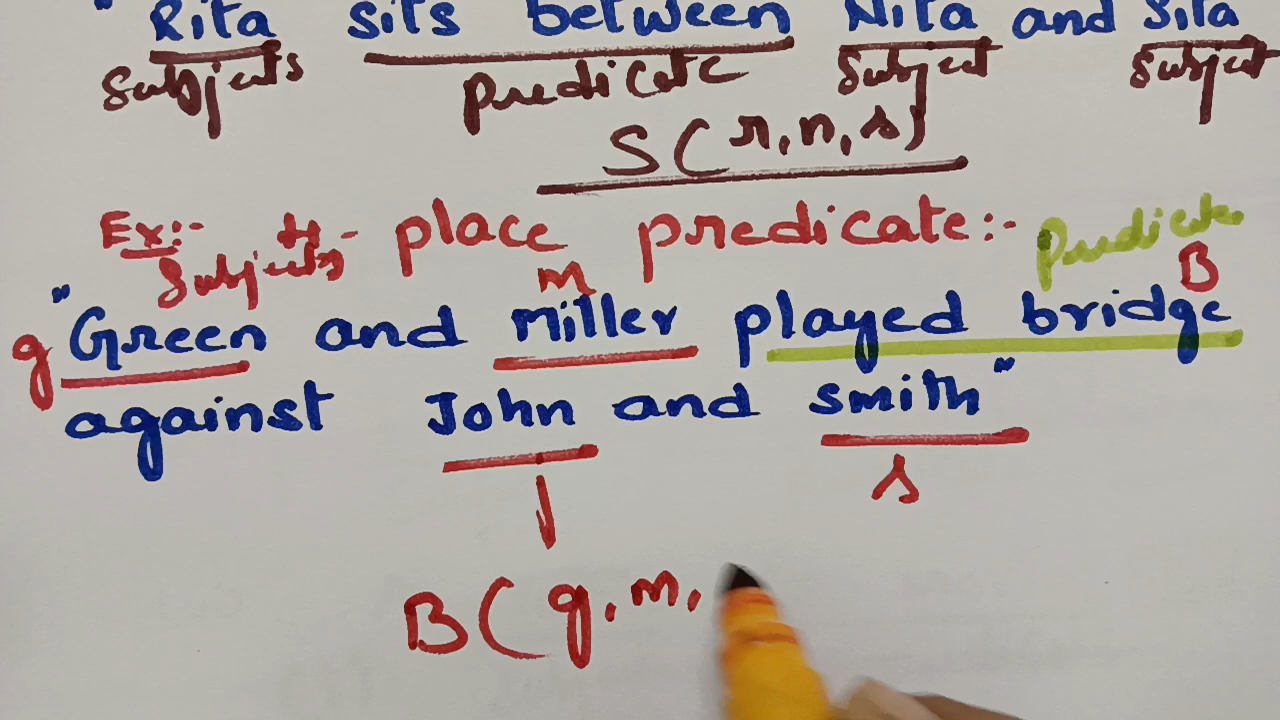 "Rita sits between Nita and Sita
Subjects predicate Subject Subject
S(r,n,s)
Ex:- 4 - place predicate:- predicate
Subjects m B
g "Green and Miller played bridge
against John and smith"
j s
B(g,m,